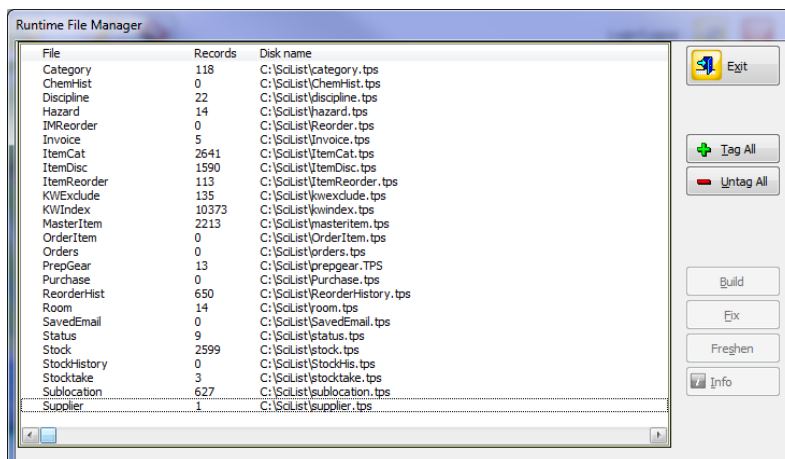 Runtime File Manager
File Records Disk name
Category 118 C:\SciList\category.tps
ChemHist 0 C:\SciList\ChemHist.tps
Discipline 22 C:\SciList\discipline.tps
Hazard 14 C:\SciList\hazard.tps
IMReorder 0 C:\SciList\Reorder.tps
Invoice 5 C:\SciList\Invoice.tps
ItemCat 2641 C:\SciList\ItemCat.tps
ItemDisc 1590 C:\SciList\ItemDisc.tps
ItemReorder 113 C:\SciList\ItemReorder.tps
KWExclude 135 C:\SciList\kwexclude.tps
KWIndex 10373 C:\SciList\kwindex.tps
MasterItem 2213 C:\SciList\masteritem.tps
OrderItem 0 C:\SciList\OrderItem.tps
Orders 0 C:\SciList\orders.tps
PrepGear 13 C:\SciList\prepgear.TPS
Purchase 0 C:\SciList\Purchase.tps
ReorderHist 650 C:\SciList\ReorderHistory.tps
Room 14 C:\SciList\room.tps
SavedEmail 0 C:\SciList\SavedEmail.tps
Status 9 C:\SciList\status.tps
Stock 2599 C:\SciList\stock.tps
StockHistory 0 C:\SciList\StockHis.tps
Stocktake 3 C:\SciList\stocktake.tps
Sublocation 627 C:\SciList\sublocation.tps
Supplier 1 C:\SciList\supplier.tps
Exit
Tag All
Untag All
Build
Fix
Freshen
Info